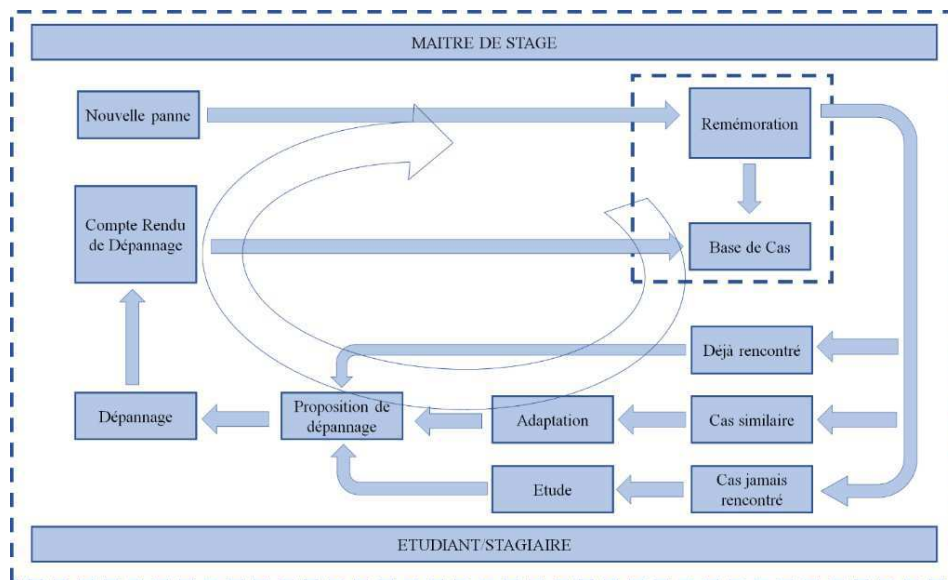 MAITRE DE STAGE
Nouvelle panne
Remémoration
Compte Rendu
de Dépannage
Base de Cas
Déjà rencontré
Dépannage
Proposition de
dépannage
Adaptation
Cas similaire
Etude
Cas jamais
rencontré
ETUDIANT/STAGIAIRE